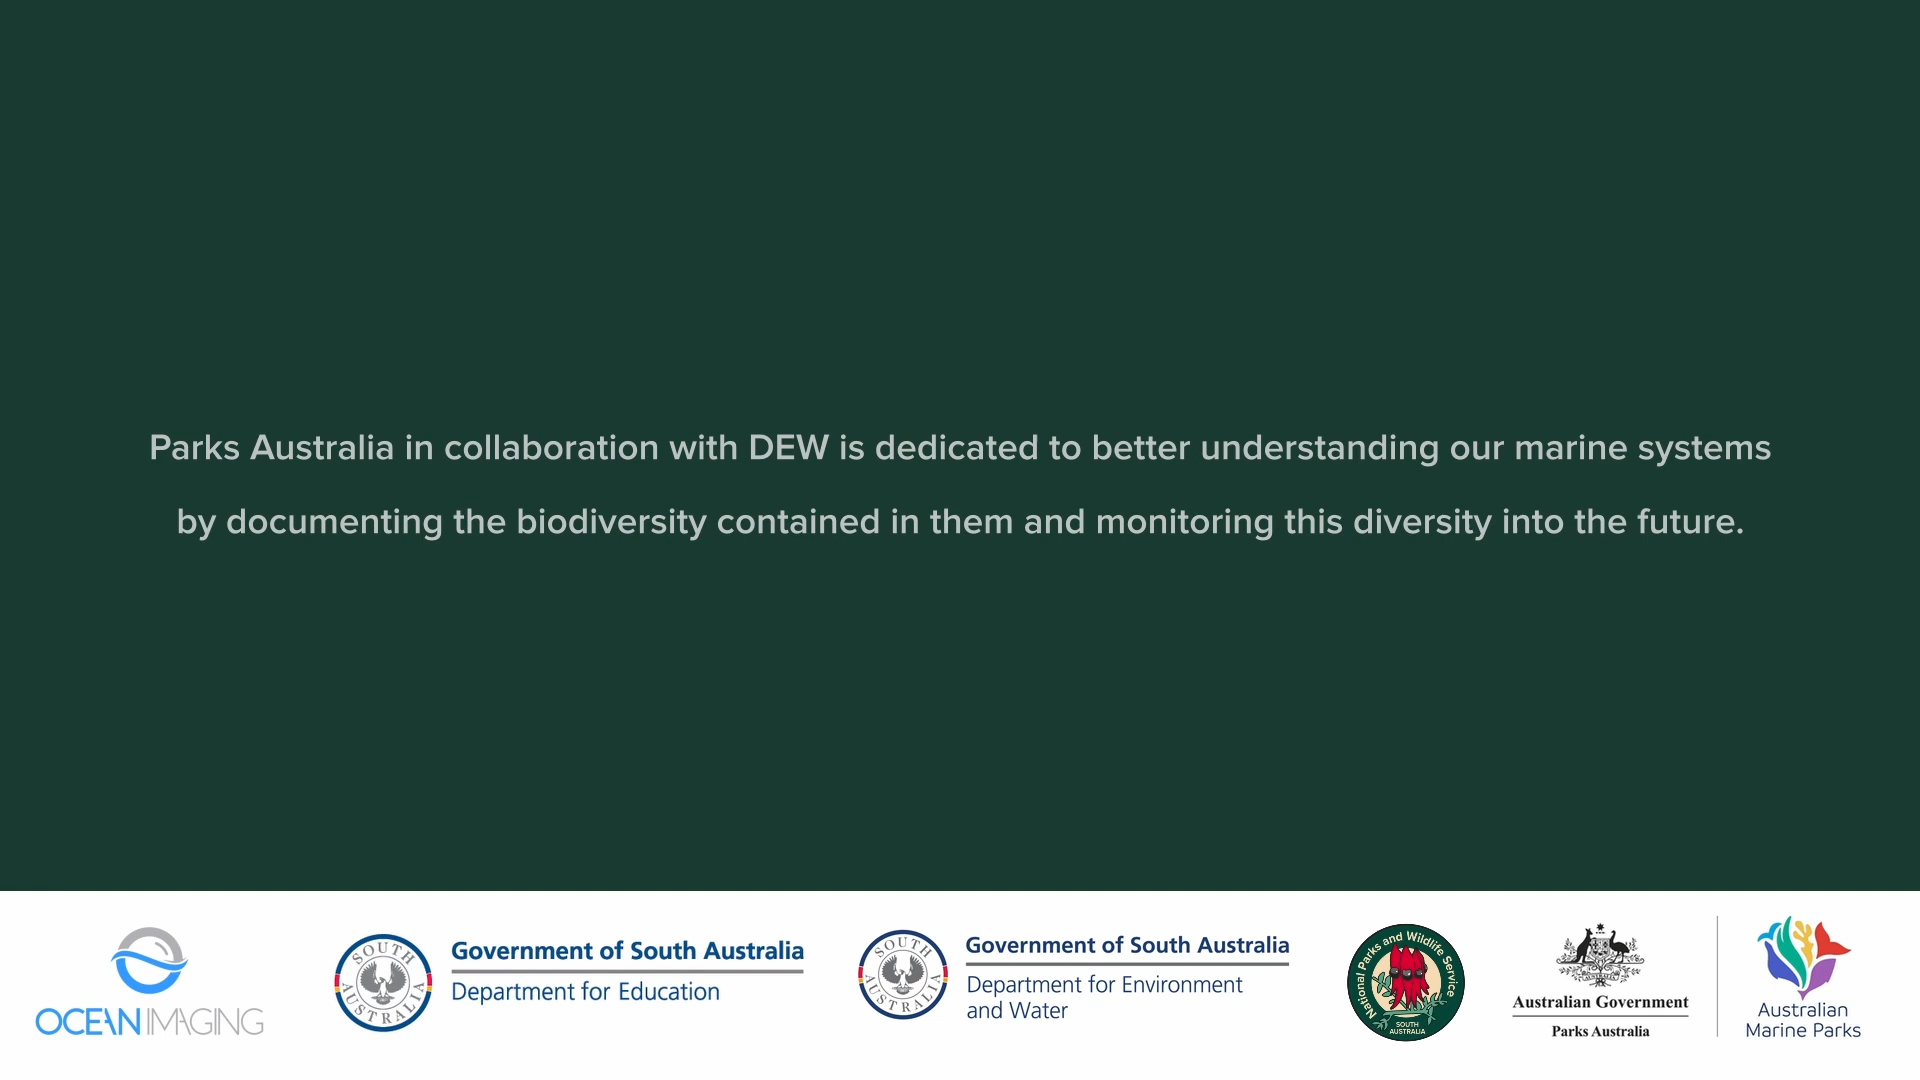 Parks Australia in collaboration with DEW is dedicated to better understanding our marine systems
by documenting the biodiversity contained in them and monitoring this diversity into the future.
OCEAN IMAGING
SOUTH AUSTRALIA
Government of South Australia
Department for Education
SOUTH AUSTRALIA
Government of South Australia
Department for Environment
and Water
National Parks and Wildlife Service
SOUTH
AUSTRALIA
Australian Government
Parks Australia
Australian
Marine Parks